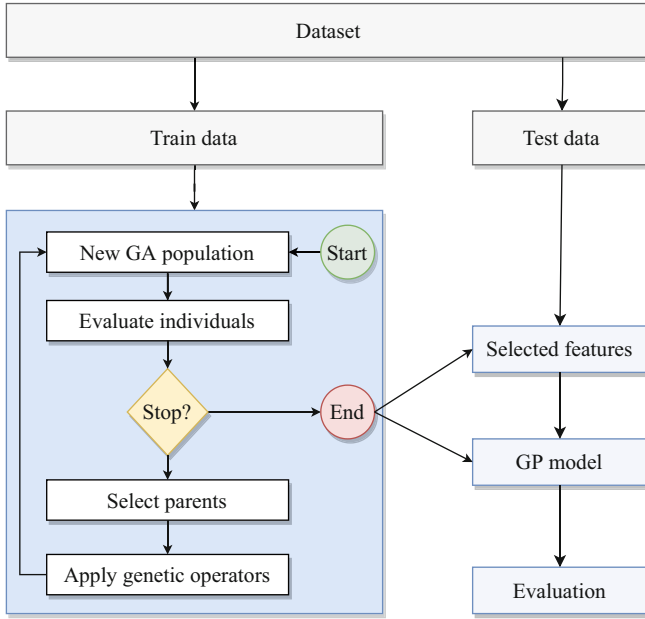 Dataset
Train data
Test data
New GA population
Start
Evaluate individuals
Stop?
End
Selected features
GP model
Select parents
Apply genetic operators
Evaluation